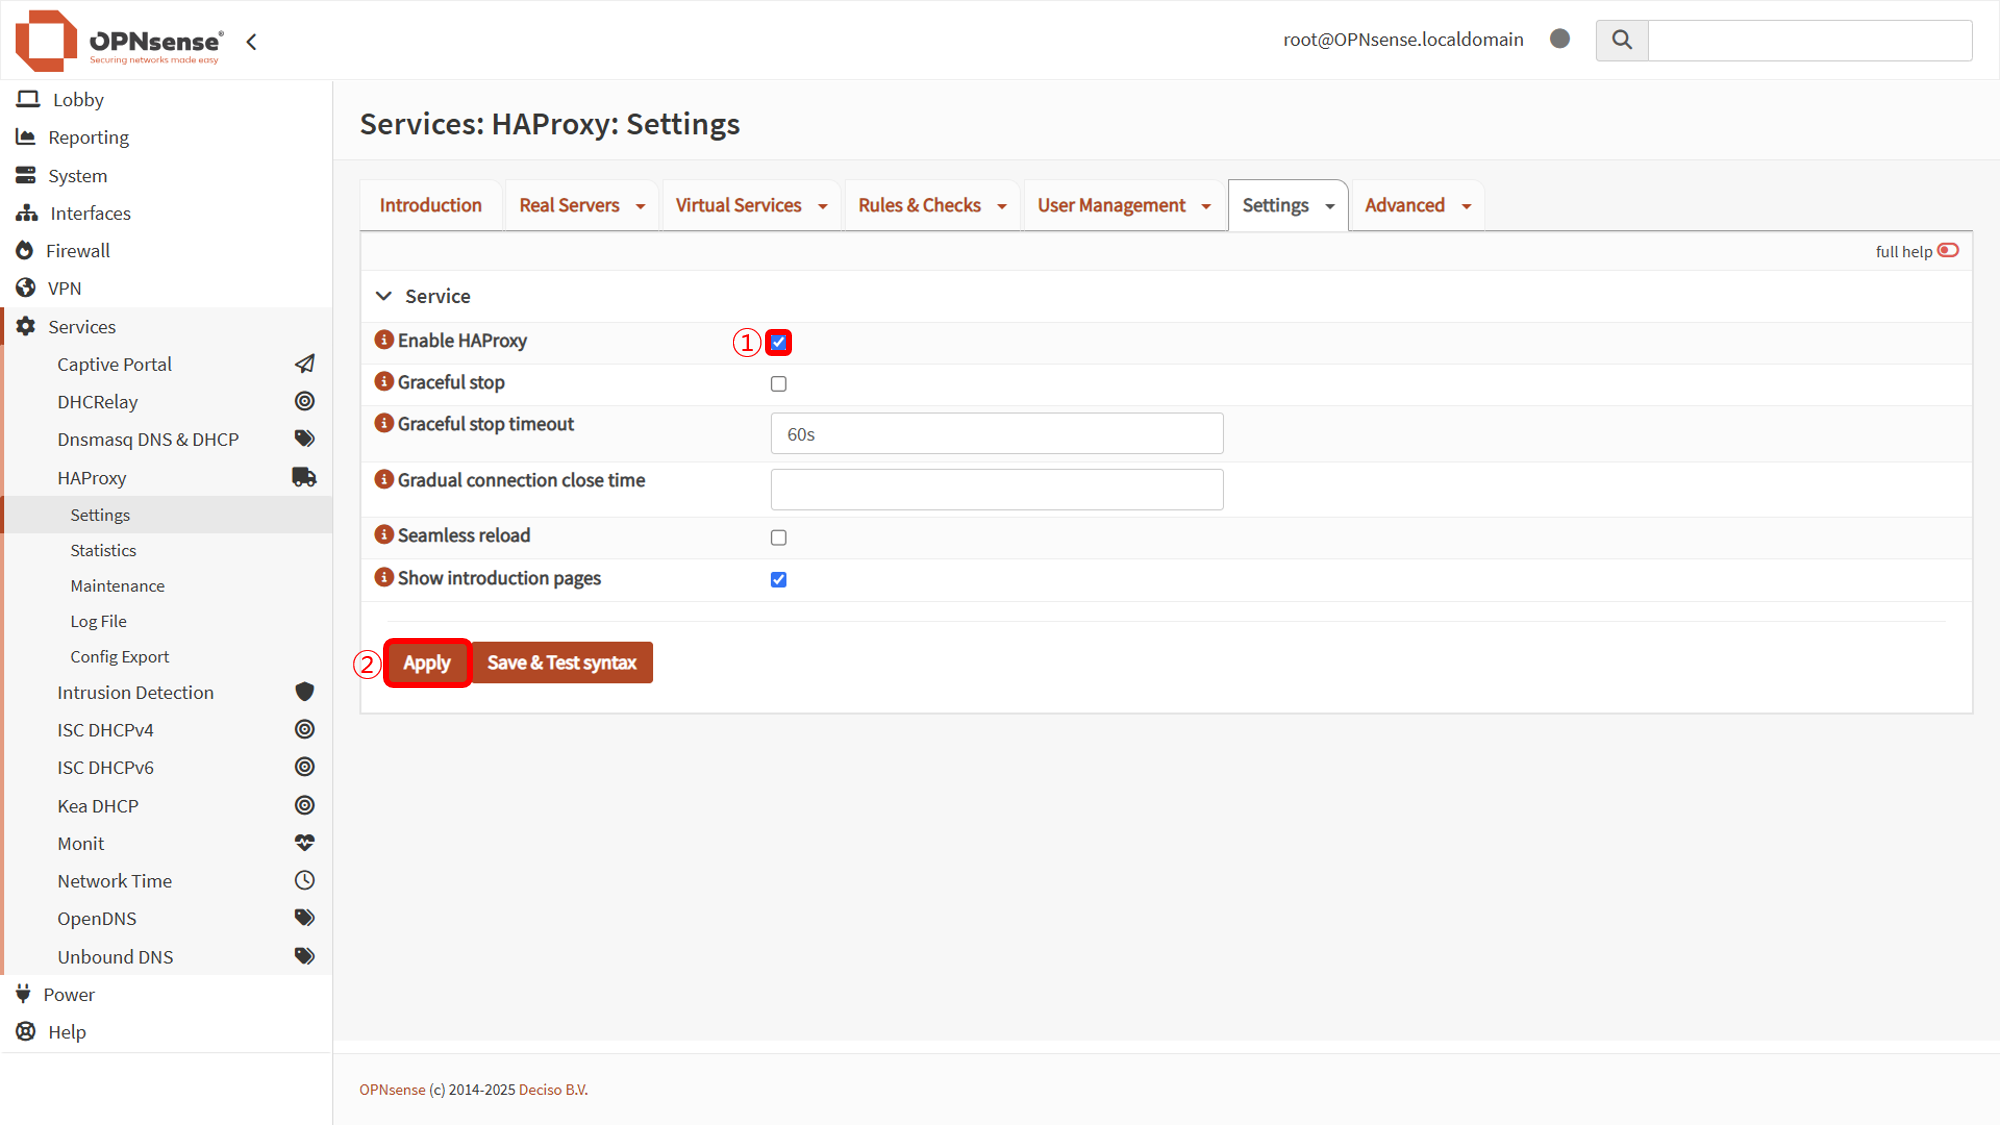 OPNsense®
Securing networks made easy
root@OPNsense.localdomain
Lobby
Reporting
System
Interfaces
Firewall
VPN
Services
Captive Portal
DHCRelay
Dnsmasq DNS & DHCP
HAProxy
Settings
Statistics
Maintenance
Log File
Config Export
Intrusion Detection
ISC DHCPv4
ISC DHCPv6
Kea DHCP
Monit
Network Time
OpenDNS
Unbound DNS
Power
Help
Services: HAProxy: Settings
Introduction Real Servers Virtual Services Rules & Checks User Management Settings Advanced
full help
Service
Enable HAProxy ①
Graceful stop
Graceful stop timeout 60s
Gradual connection close time
Seamless reload
Show introduction pages
② Apply Save & Test syntax
OPNsense (c) 2014-2025 Deciso B.V.